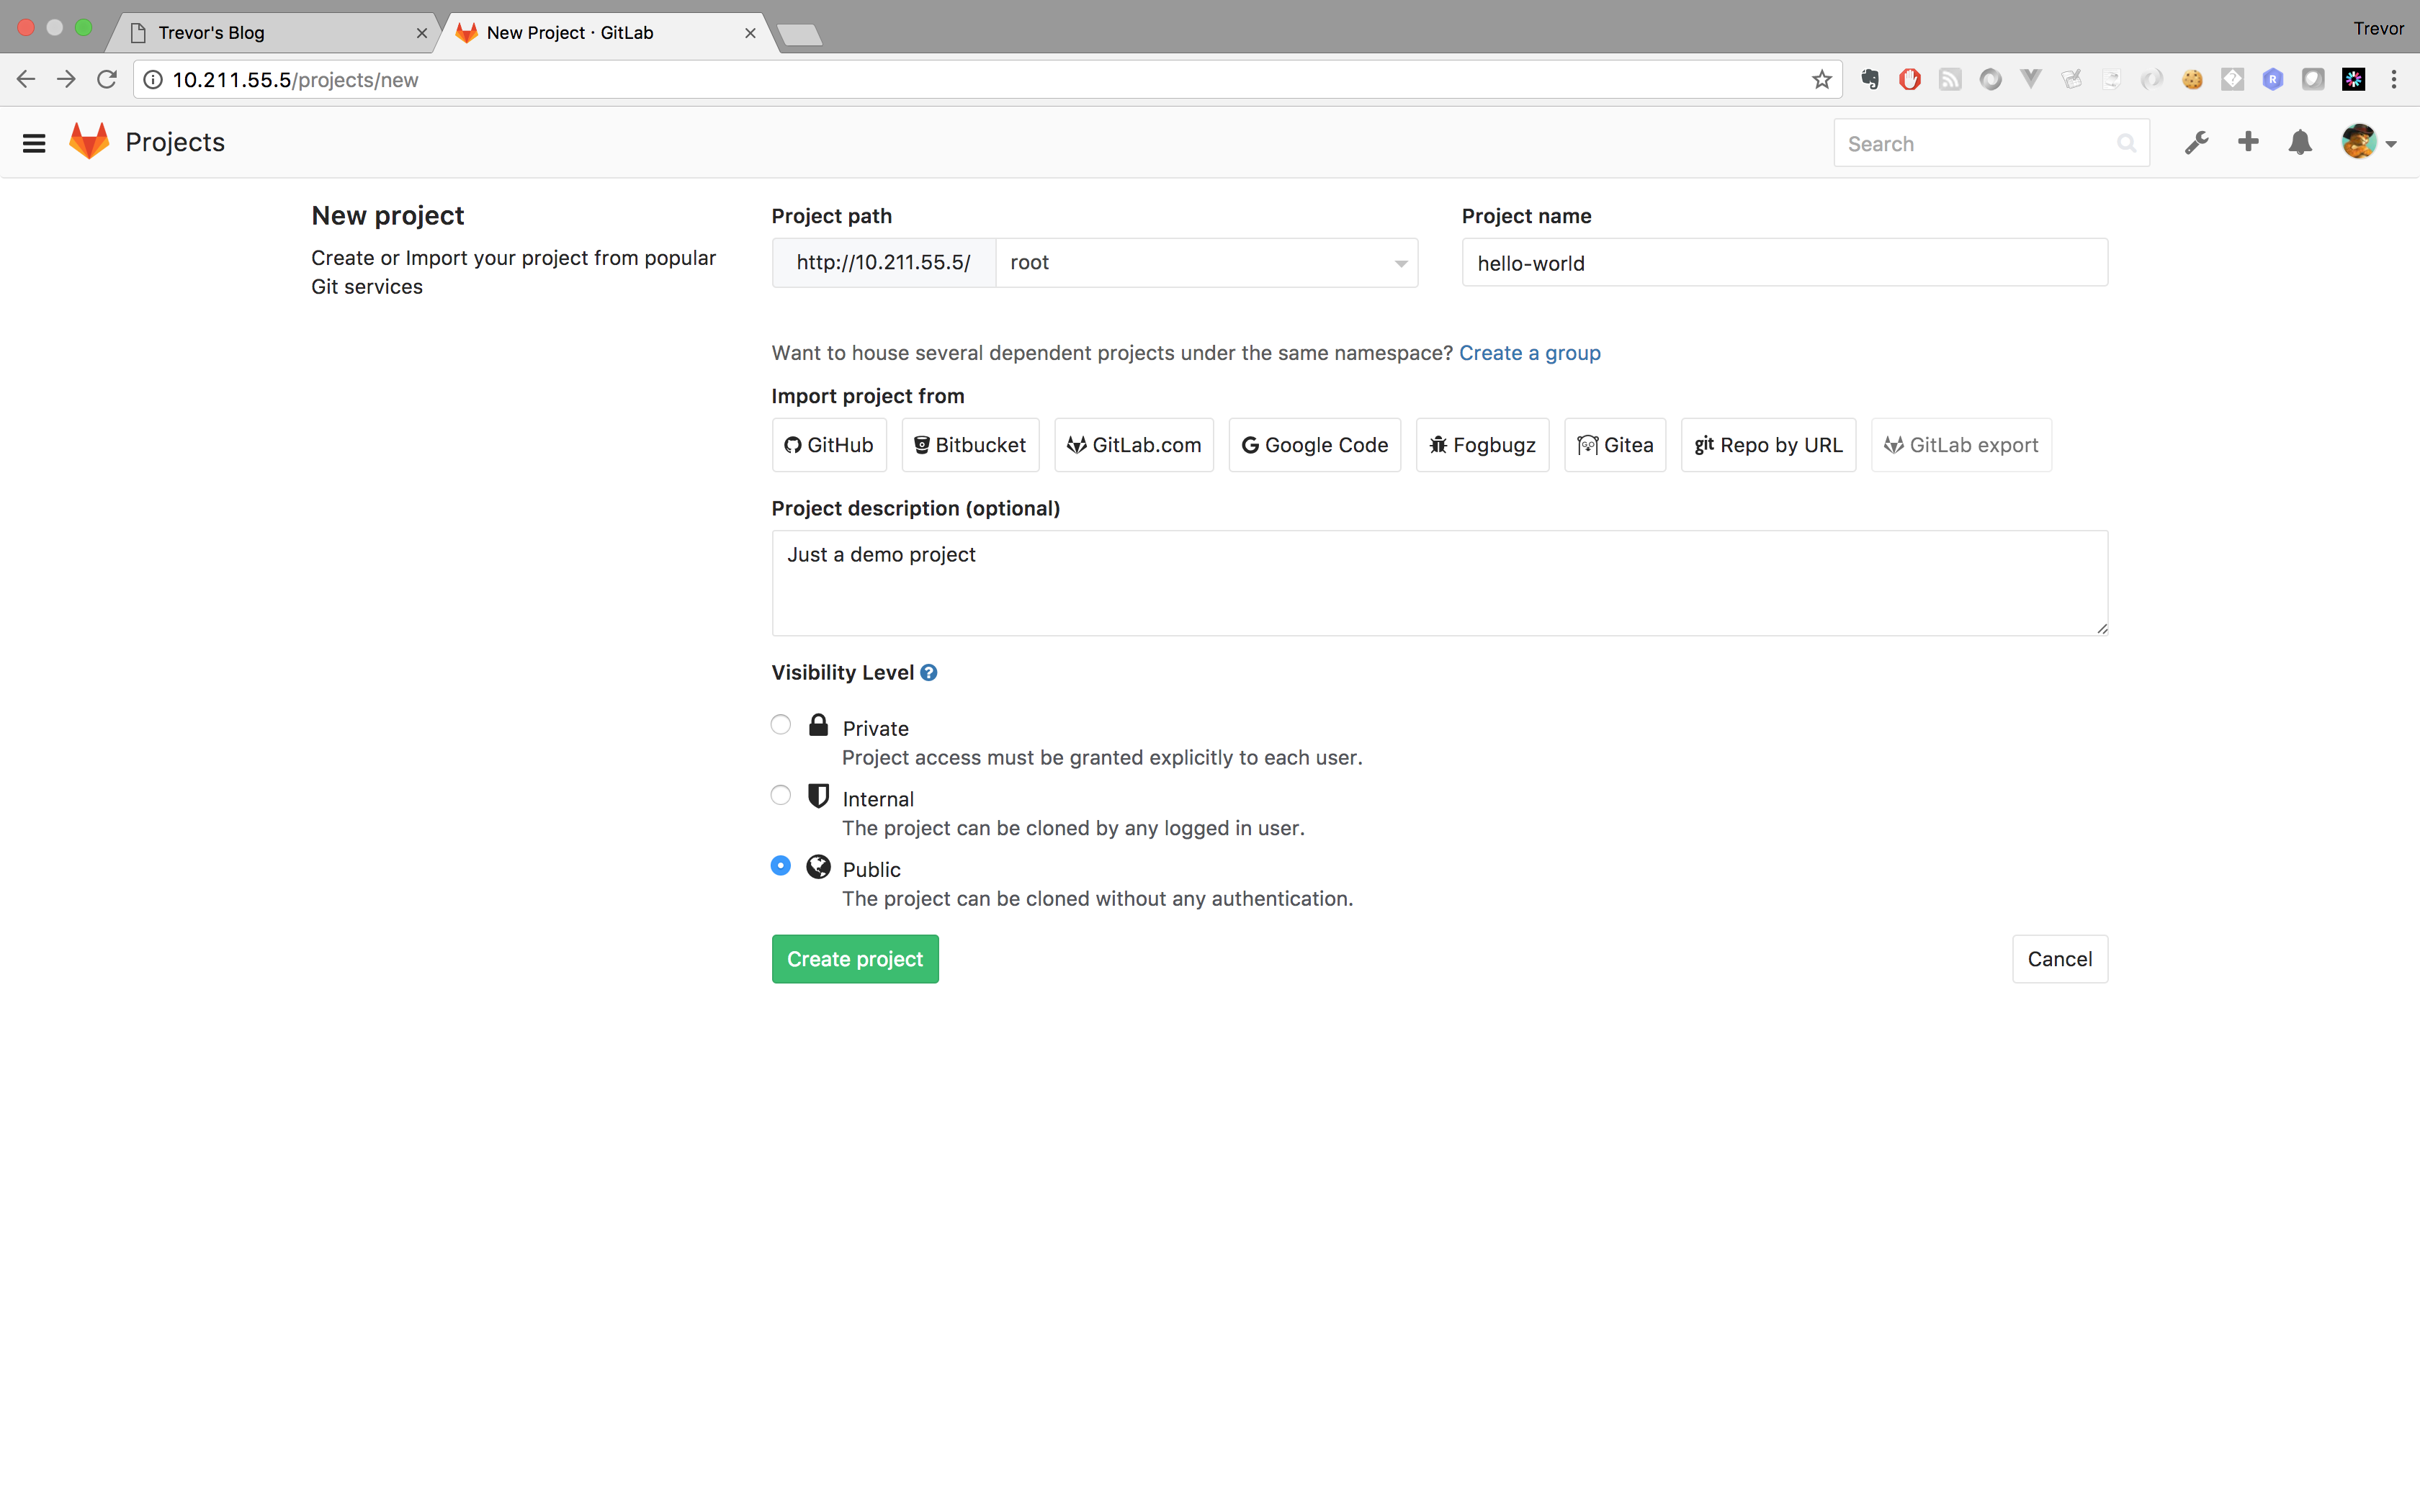 Trevor's Blog
New Project · GitLab
Trevor
10.211.55.5/projects/new
Projects
Search
New project
Create or Import your project from popular
Git services
Project path
http://10.211.55.5/
root
Project name
hello-world
Want to house several dependent projects under the same namespace? Create a group
Import project from
GitHub
Bitbucket
GitLab.com
Google Code
Fogbugz
Gitea
git Repo by URL
GitLab export
Project description (optional)
Just a demo project
Visibility Level
Private
Project access must be granted explicitly to each user.
Internal
The project can be cloned by any logged in user.
Public
The project can be cloned without any authentication.
Create project
Cancel